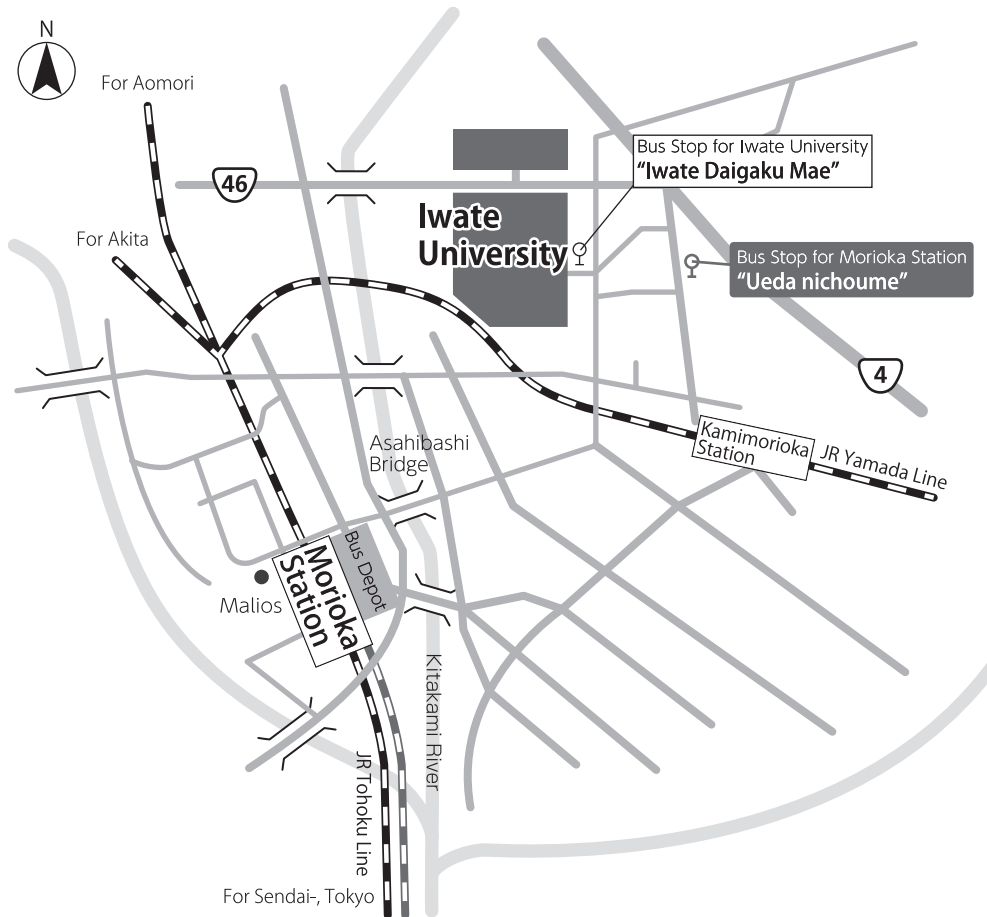 N
For Aomori
Bus Stop for Iwate University
“Iwate Daigaku Mae”
46
Iwate
University
For Akita
Bus Stop for Morioka Station
“Ueda nichoume”
4
Asahibashi
Bridge
Kamimorioka
Station
JR Yamada Line
Bus Depot
Morioka
Station
Malios
Kitakami River
JR Tohoku Line
For Sendai-, Tokyo